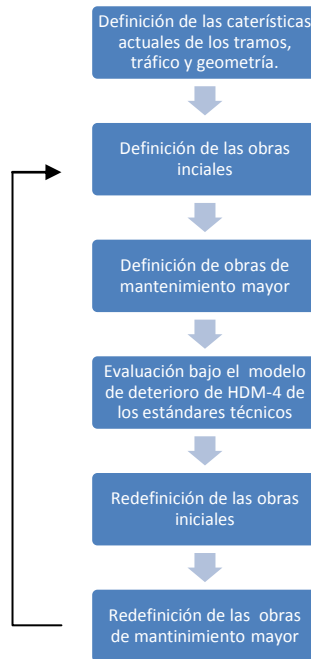 Definición de las caterísticas
actuales de los tramos,
tráfico y geometría.
Definición de las obras
inciales
Definición de obras de
mantenimiento mayor
Evaluación bajo el modelo
de deterioro de HDM-4 de
los estándares técnicos
Redefinición de las obras
iniciales
Redefinición de las obras
de mantinimiento mayor